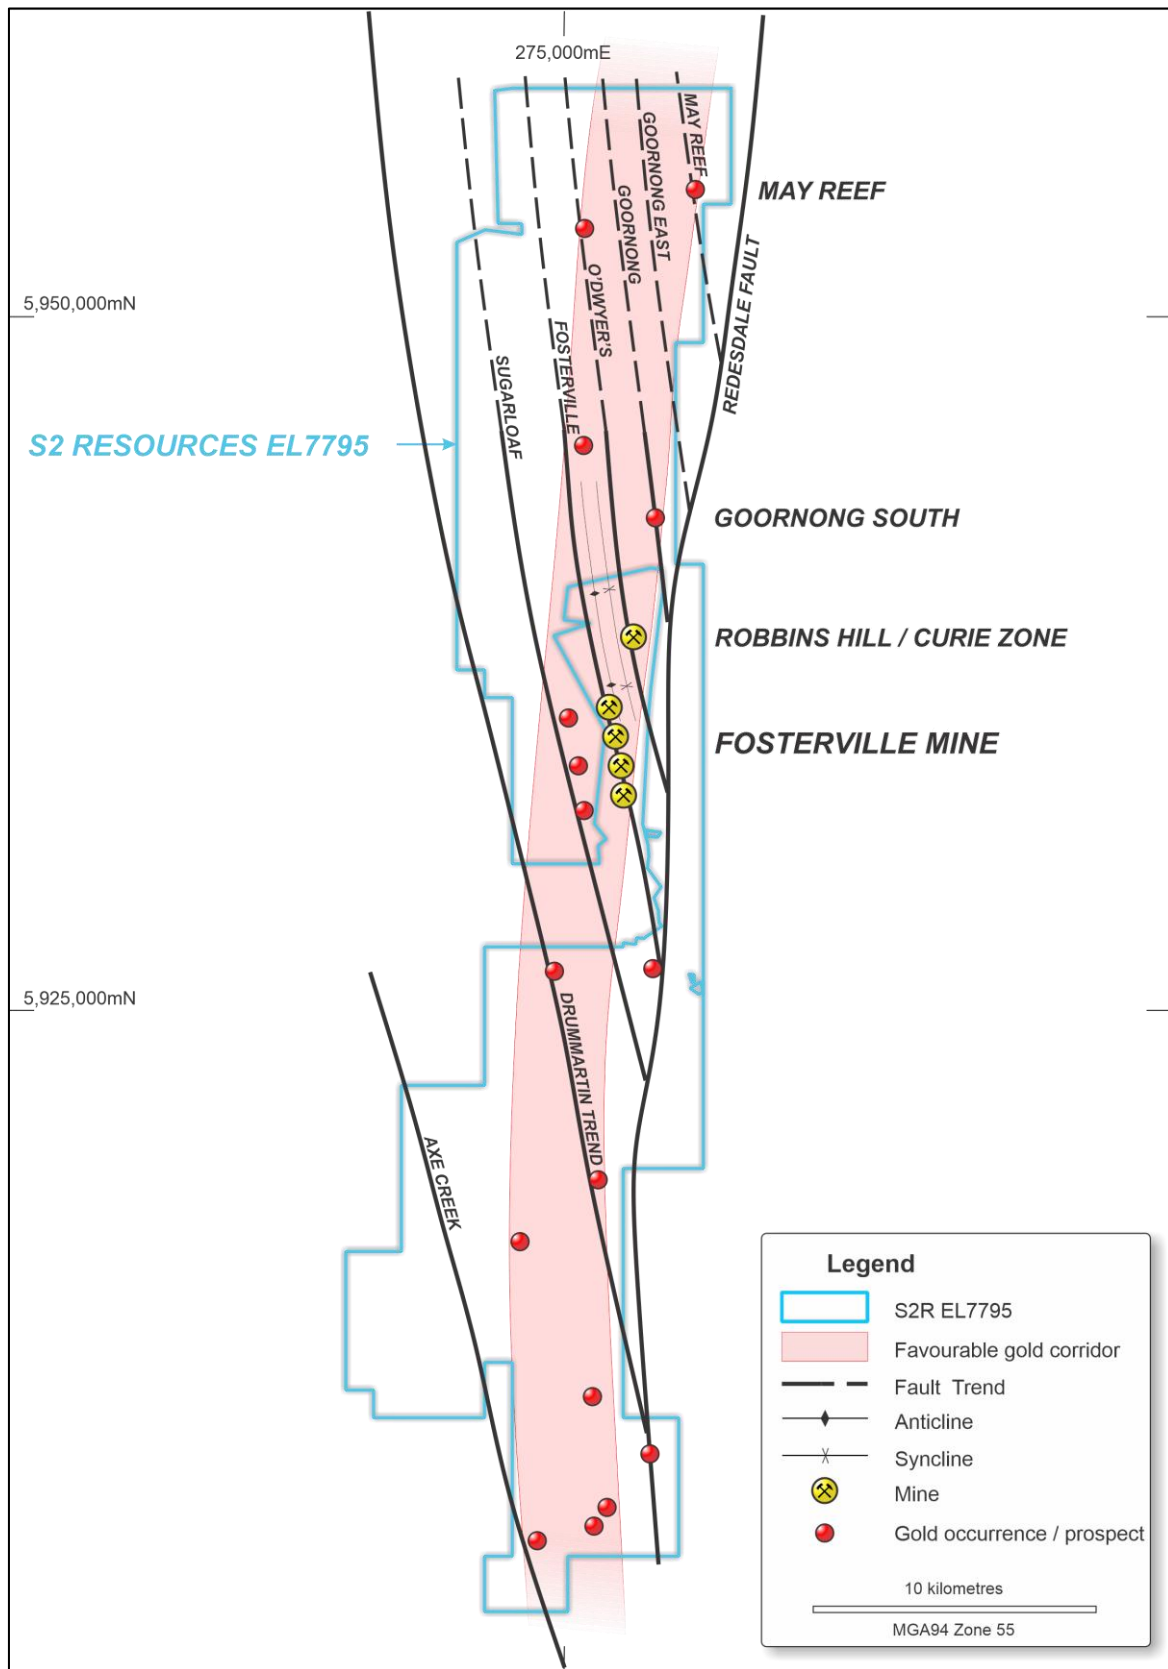 275,000mE
MAY REEF
GOORNONG EAST
GOORNONG
MAY REEF
O'DWYER'S
REDESDALE FAULT
5,950,000mN
FOSTERVILLE
SUGARLOAF
S2 RESOURCES EL7795
GOORNONG SOUTH
ROBBINS HILL / CURIE ZONE
FOSTERVILLE MINE
5,925,000mN
DRUMMARTIN TREND
AXE CREEK
Legend
S2R EL7795
Favourable gold corridor
Fault Trend
Anticline
Syncline
Mine
Gold occurrence / prospect
10 kilometres
MGA94 Zone 55